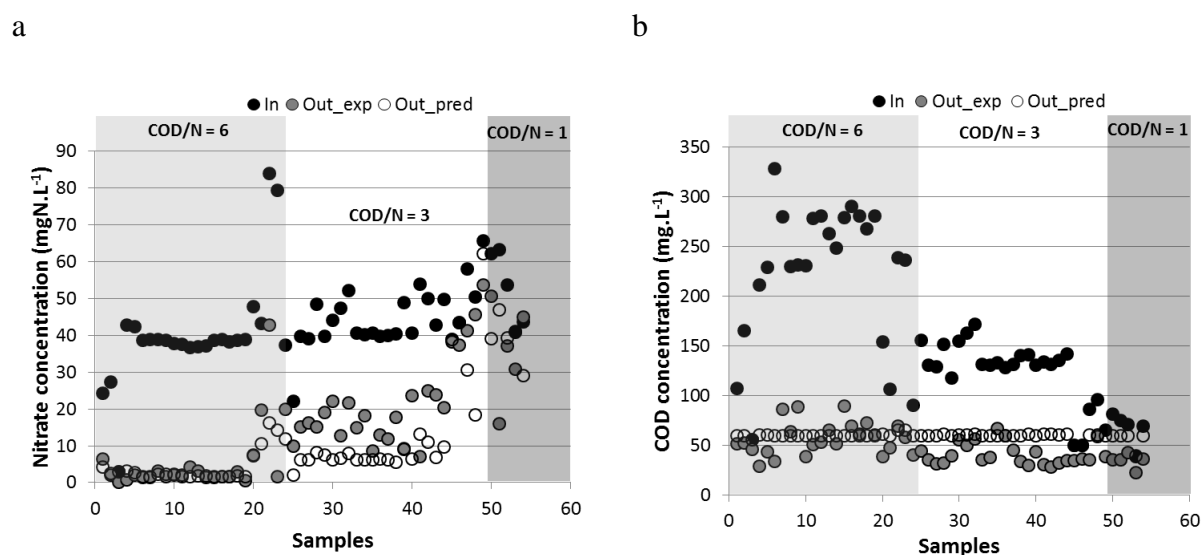 a
In Out_exp Out_pred
COD/N = 6
COD/N = 1
COD/N = 3
90
80
70
60
50
40
30
20
10
0
0 10 20 30 40 50 60
Nitrate concentration (mgN.L-1)
Samples
b
In Out_exp Out_pred
COD/N = 6
COD/N = 3
COD/N = 1
350
300
250
200
150
100
50
0
0 10 20 30 40 50 60
COD concentration (mg.L-1)
Samples